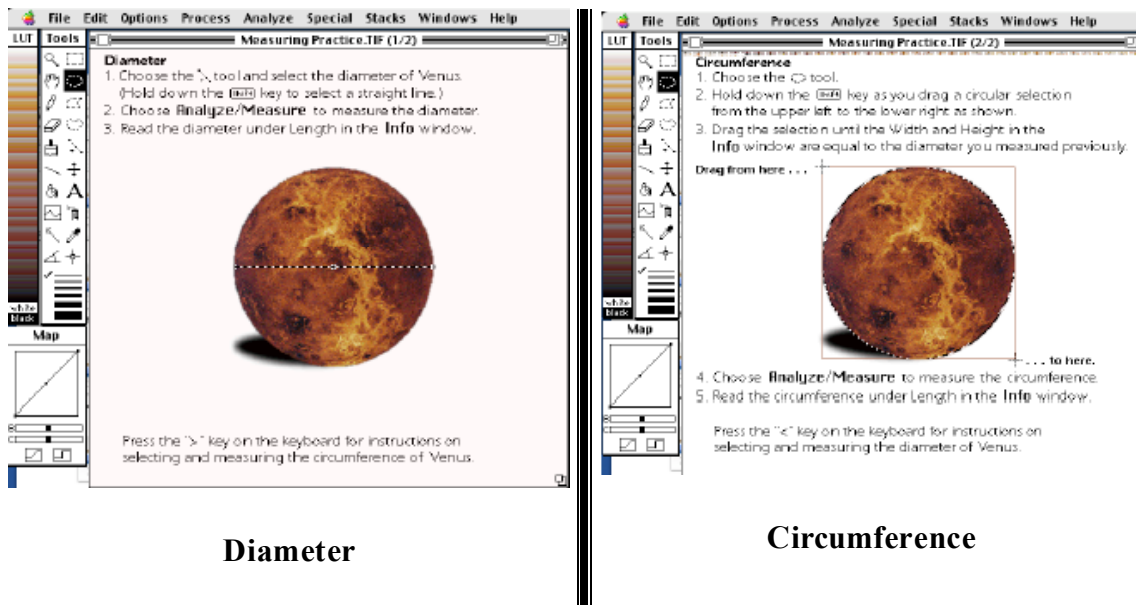 File Edit Options Process Analyze Special Stacks Windows Help
LUT Tools Measuring Practice.TIF (1/2)
Diameter
1. Choose the tool and select the diameter of Venus.
(Hold down the Shift key to select a straight line.)
2. Choose Analyze/Measure to measure the diameter.
3. Read the diameter under Length in the Info window.
A
white
black
Map
Press the ">" key on the keyboard for instructions on
selecting and measuring the circumference of Venus.
Diameter
File Edit Options Process Analyze Special Stacks Windows Help
LUT Tools Measuring Practice.TIF (2/2)
Circumference
1. Choose the tool.
2. Hold down the Shift key as you drag a circular selection
from the upper left to the lower right as shown.
3. Drag the selection until the Width and Height in the
Info window are equal to the diameter you measured previously.
Drag from here . . .
A
white
black
Map
. . . to here.
4. Choose Analyze/Measure to measure the circumference.
5. Read the circumference under Length in the Info window.
Press the "<" key on the keyboard for instructions on
selecting and measuring the diameter of Venus.
Circumference